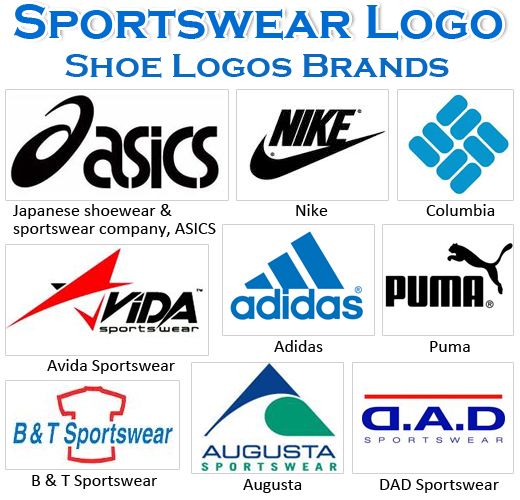 Sportswear Logo
Shoe Logos Brands
asics
NIKE
Japanese shoewear &
sportswear company, ASICS
Nike
Columbia
AViDA™
sportswear
adidas®
PUMA®
Avida Sportswear
Adidas
Puma
B & T Sportswear
AUGUSTA
SPORTSWEAR
D.A.D
SPORTSWEAR
B & T Sportswear
Augusta
DAD Sportswear